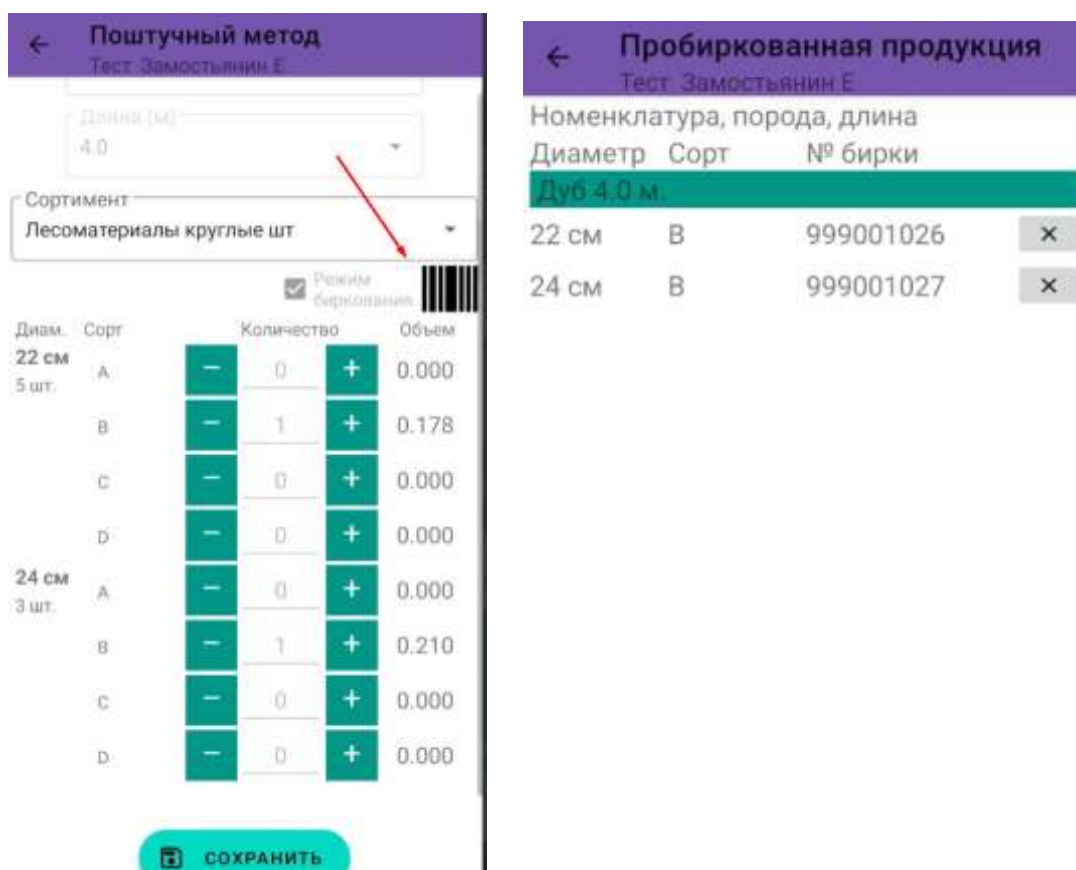 Поштучный метод
Тест Замостьянин Е
Длина (м)
4.0
Сортимент
Лесоматериалы круглые шт
Режим
биркования
Диам. Сорт Количество Объем
22 см
5 шт.
A − 0 + 0.000
B − 1 + 0.178
C − 0 + 0.000
D − 0 + 0.000
24 см
3 шт.
A − 0 + 0.000
B − 1 + 0.210
C − 0 + 0.000
D − 0 + 0.000
СОХРАНИТЬ
Пробиркованная продукция
Тест Замостьянин Е
Номенклатура, порода, длина
Диаметр Сорт № бирки
Дуб 4.0 м.
22 см B 999001026 ×
24 см B 999001027 ×